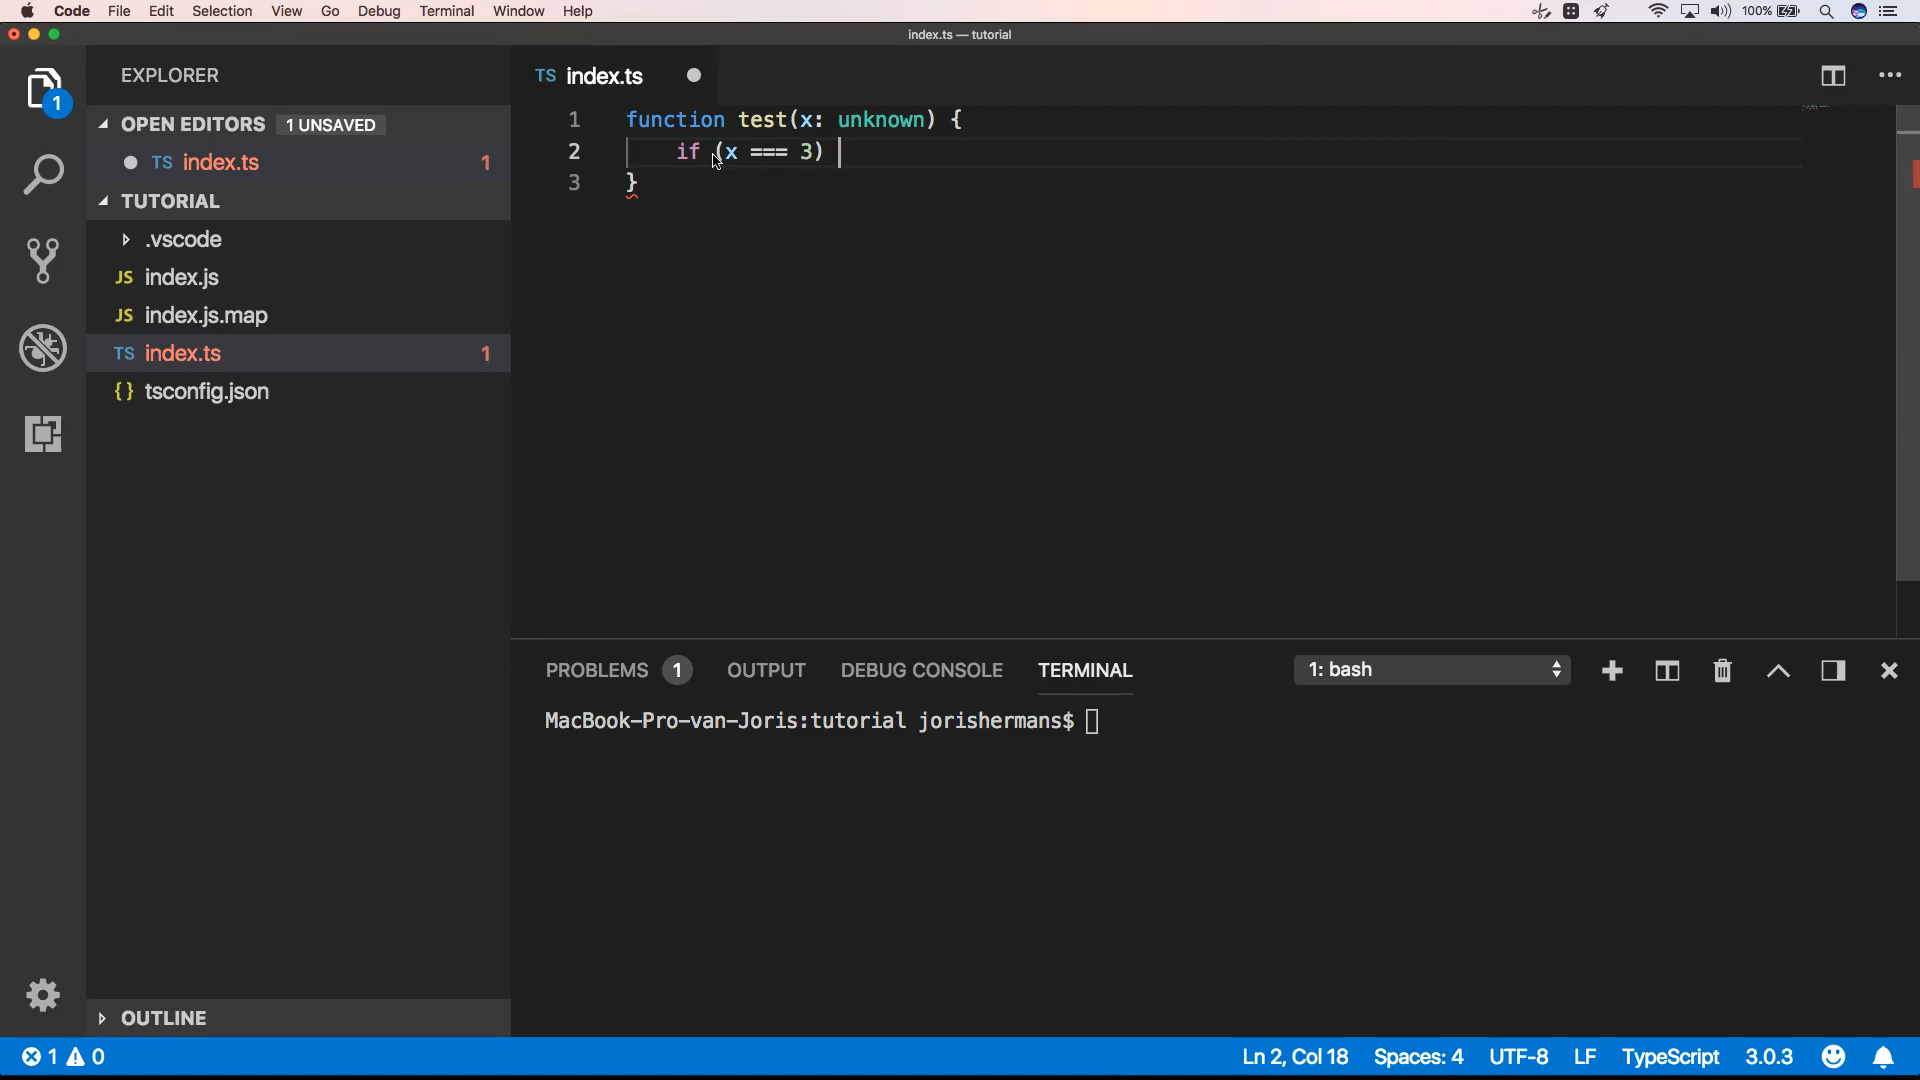 Code File Edit Selection View Go Debug Terminal Window Help 100%
index.ts — tutorial
EXPLORER
1
OPEN EDITORS 1 UNSAVED
TS index.ts 1
TUTORIAL
.vscode
JS index.js
JS index.js.map
TS index.ts 1
{} tsconfig.json
OUTLINE
TS index.ts
1 function test(x: unknown) {
2 if (x === 3)
3 }
PROBLEMS 1 OUTPUT DEBUG CONSOLE TERMINAL 1: bash
MacBook-Pro-van-Joris:tutorial jorishermans$
1 0 Ln 2, Col 18 Spaces: 4 UTF-8 LF TypeScript 3.0.3